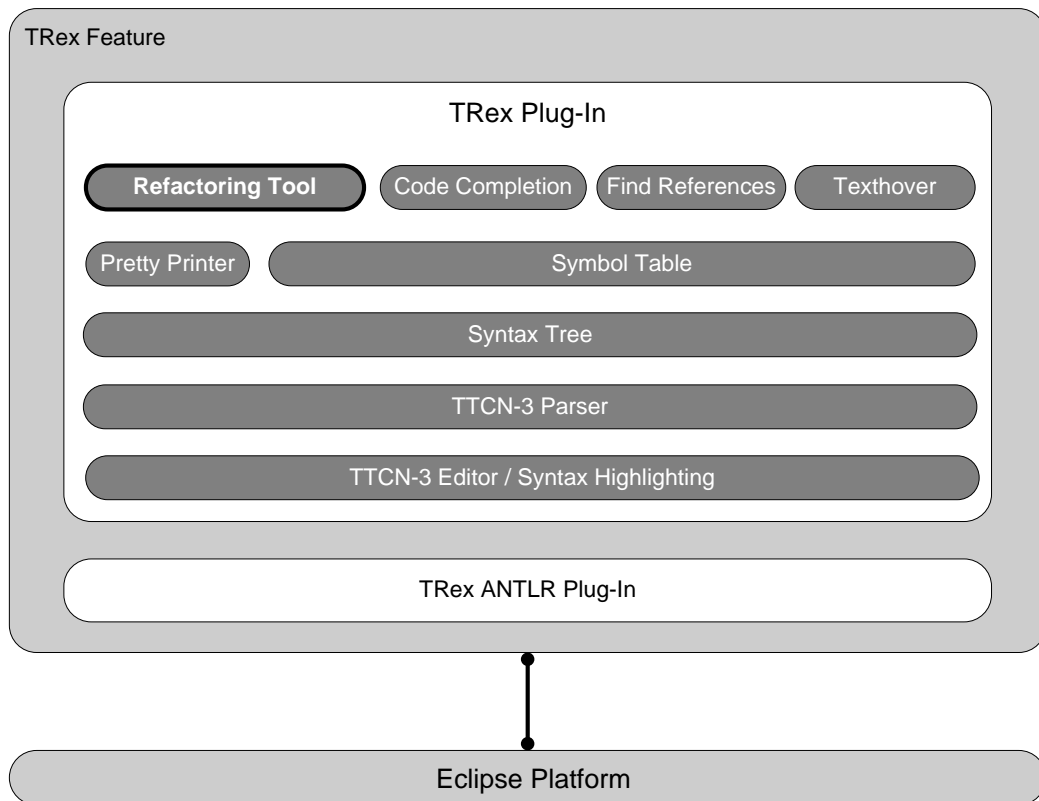 TRex Feature
TRex Plug-In
Refactoring Tool
Code Completion
Find References
Texthover
Pretty Printer
Symbol Table
Syntax Tree
TTCN-3 Parser
TTCN-3 Editor / Syntax Highlighting
TRex ANTLR Plug-In
Eclipse Platform